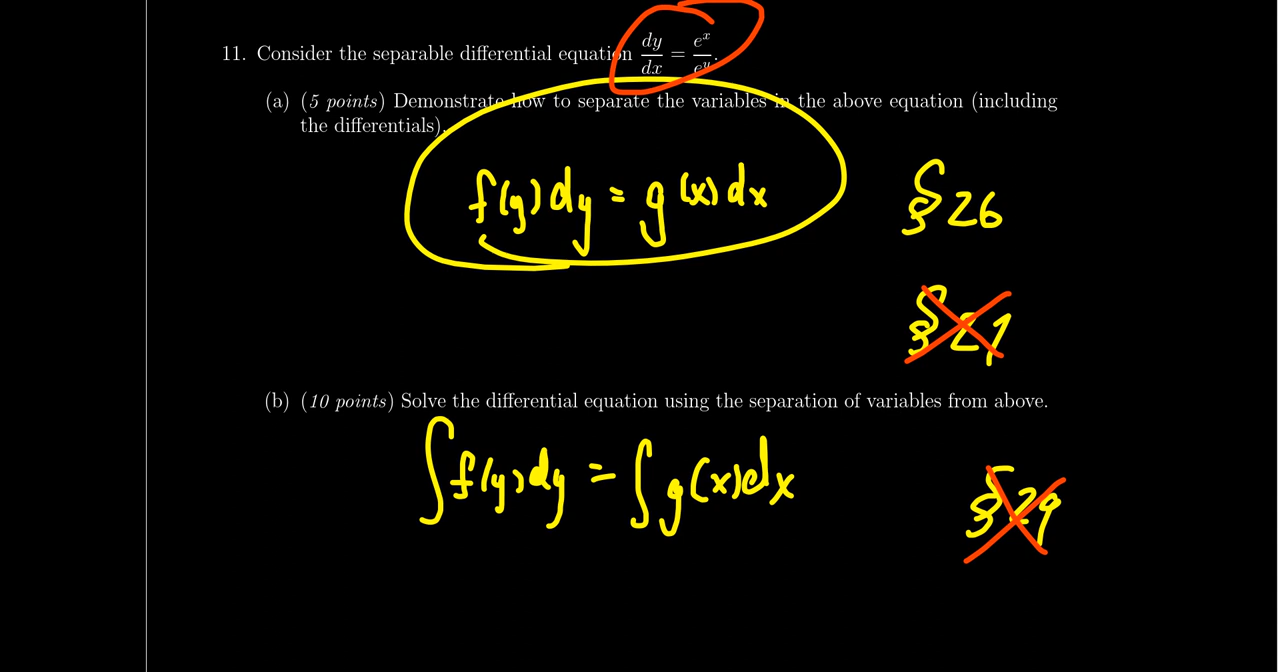 11. Consider the separable differential equation dy/dx = e^x/e^y.
(a) (5 points) Demonstrate how to separate the variables in the above equation (including
the differentials).
f(y)dy = g(x)dx
§26
§27
(b) (10 points) Solve the differential equation using the separation of variables from above.
∫f(y)dy = ∫g(x)dx
§29